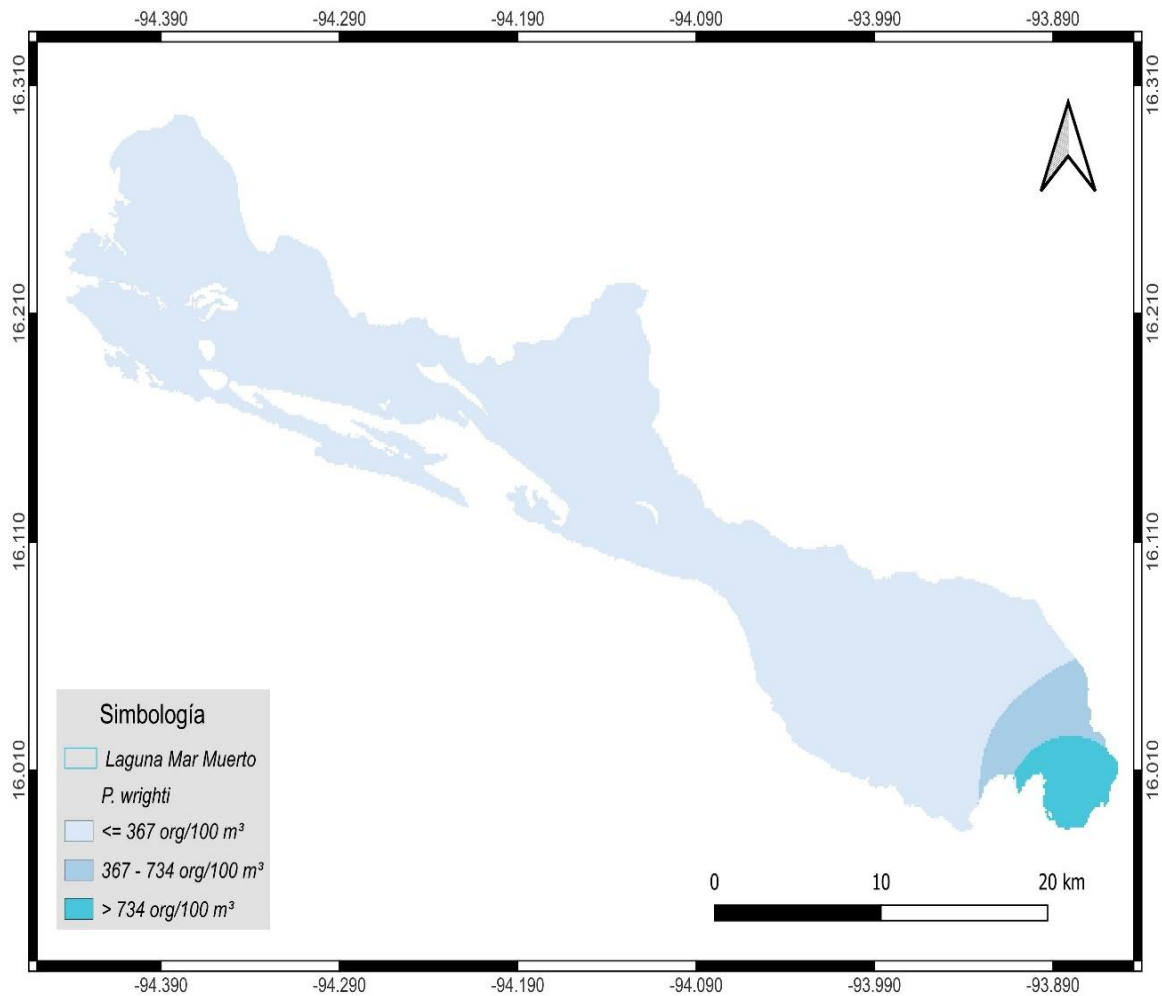 -94.390 -94.290 -94.190 -94.090 -93.990 -93.890
16.310 16.310
16.210 16.210
16.110 16.110
16.010 16.010
Simbología
Laguna Mar Muerto
P. wrighti
<= 367 org/100 m³
367 - 734 org/100 m³
> 734 org/100 m³
0 10 20 km
-94.390 -94.290 -94.190 -94.090 -93.990 -93.890